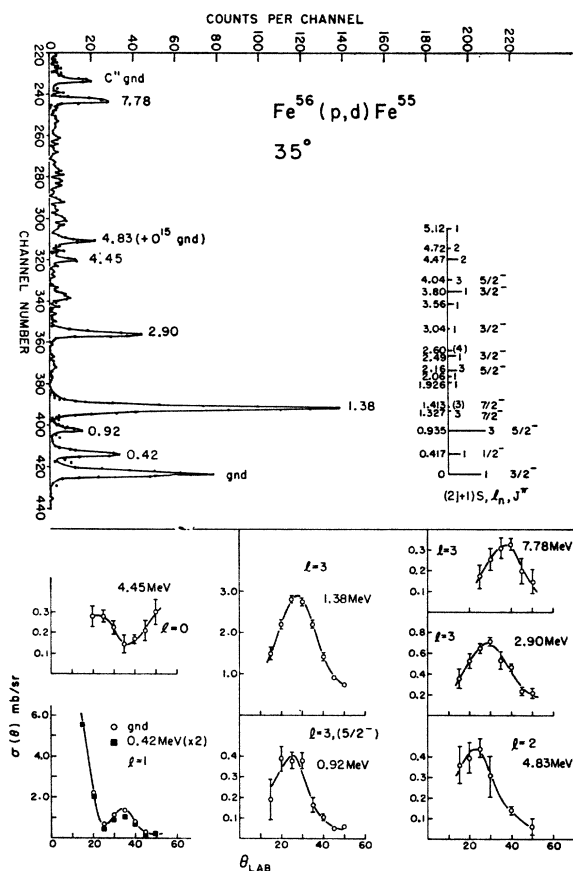 COUNTS PER CHANNEL
0 20 40 60 80 100 120 140 160 180 1900 2000 2200
CHANNEL NUMBER
220
240
260
280
300
320
340
360
380
400
420
440
C" gnd
7.78
4.83 (+O15 gnd)
4.45
2.90
1.38
0.92
0.42
gnd
Fe56 (p,d) Fe55
35°
5.12 1
4.72 2
4.47 2
4.04 3 5/2-
3.80 1 3/2-
3.56 1
3.04 1 3/2-
2.60 (4)
2.49 1 3/2-
2.16 3 5/2-
2.06 1
1.926 1
1.413 (3) 7/2-
1.327 3 7/2-
0.935 3 5/2-
0.417 1 1/2-
0 1 3/2-
(2j+1)S, ℓn, Jπ
σ(θ) mb/sr
4.45MeV
ℓ=0
0.3
0.2
0.1
gnd
0.42MeV(x2)
ℓ=1
6.0
4.0
2.0
0 20 40 60
ℓ=3
1.38MeV
3.0
2.0
1.0
ℓ=3,(5/2-)
0.92MeV
0.4
0.3
0.2
0.1
0 20 40 60
θLAB
7.78MeV
ℓ=3
0.3
0.2
0.1
ℓ=3
2.90MeV
0.8
0.6
0.4
0.2
ℓ=2
4.83MeV
0.4
0.3
0.2
0.1
0 20 40 60